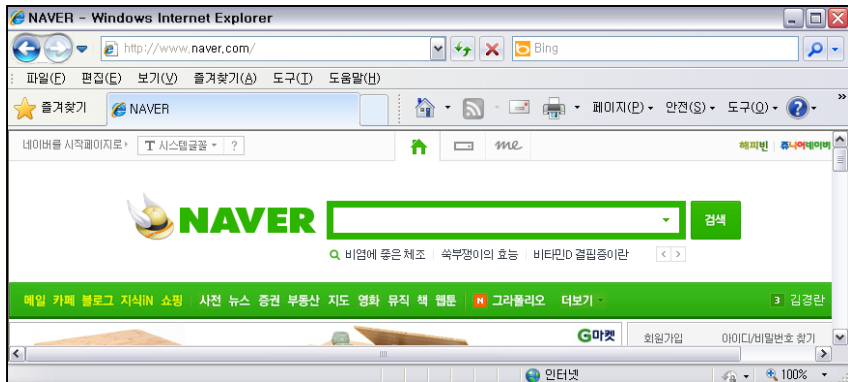 NAVER - Windows Internet Explorer
http://www.naver.com/ Bing
파일(F) 편집(E) 보기(V) 즐겨찾기(A) 도구(T) 도움말(H)
즐겨찾기 NAVER 페이지(P) 안전(S) 도구(O) »
네이버를 시작페이지로 T 시스템글꼴 ? me 해피빈 쥬니어네이버
NAVER 검색
비염에 좋은 체조 쑥부쟁이의 효능 비타민D 결핍증이란 < >
메일 카페 블로그 지식iN 쇼핑 사전 뉴스 증권 부동산 지도 영화 뮤직 책 웹툰 N 그라폴리오 더보기 3 김경란
G마켓 회원가입 아이디/비밀번호 찾기
인터넷 100%